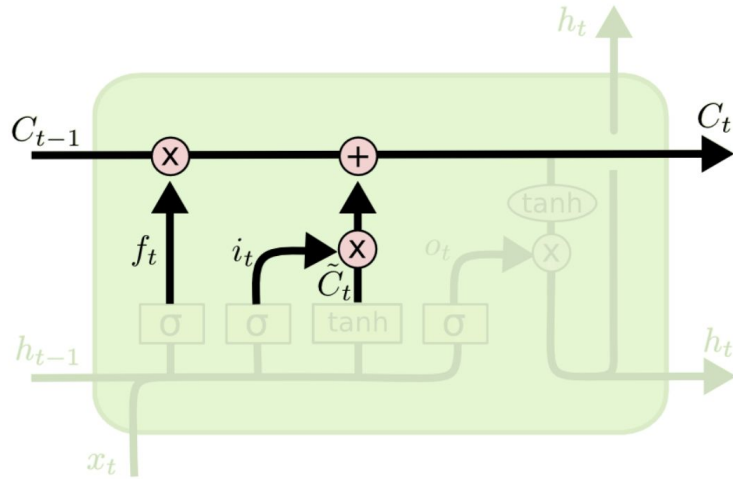 h_t
C_{t-1} × + C_t
tanh
f_t i_t × o_t ×
C̃_t
σ σ tanh σ
h_{t-1} h_t
x_t